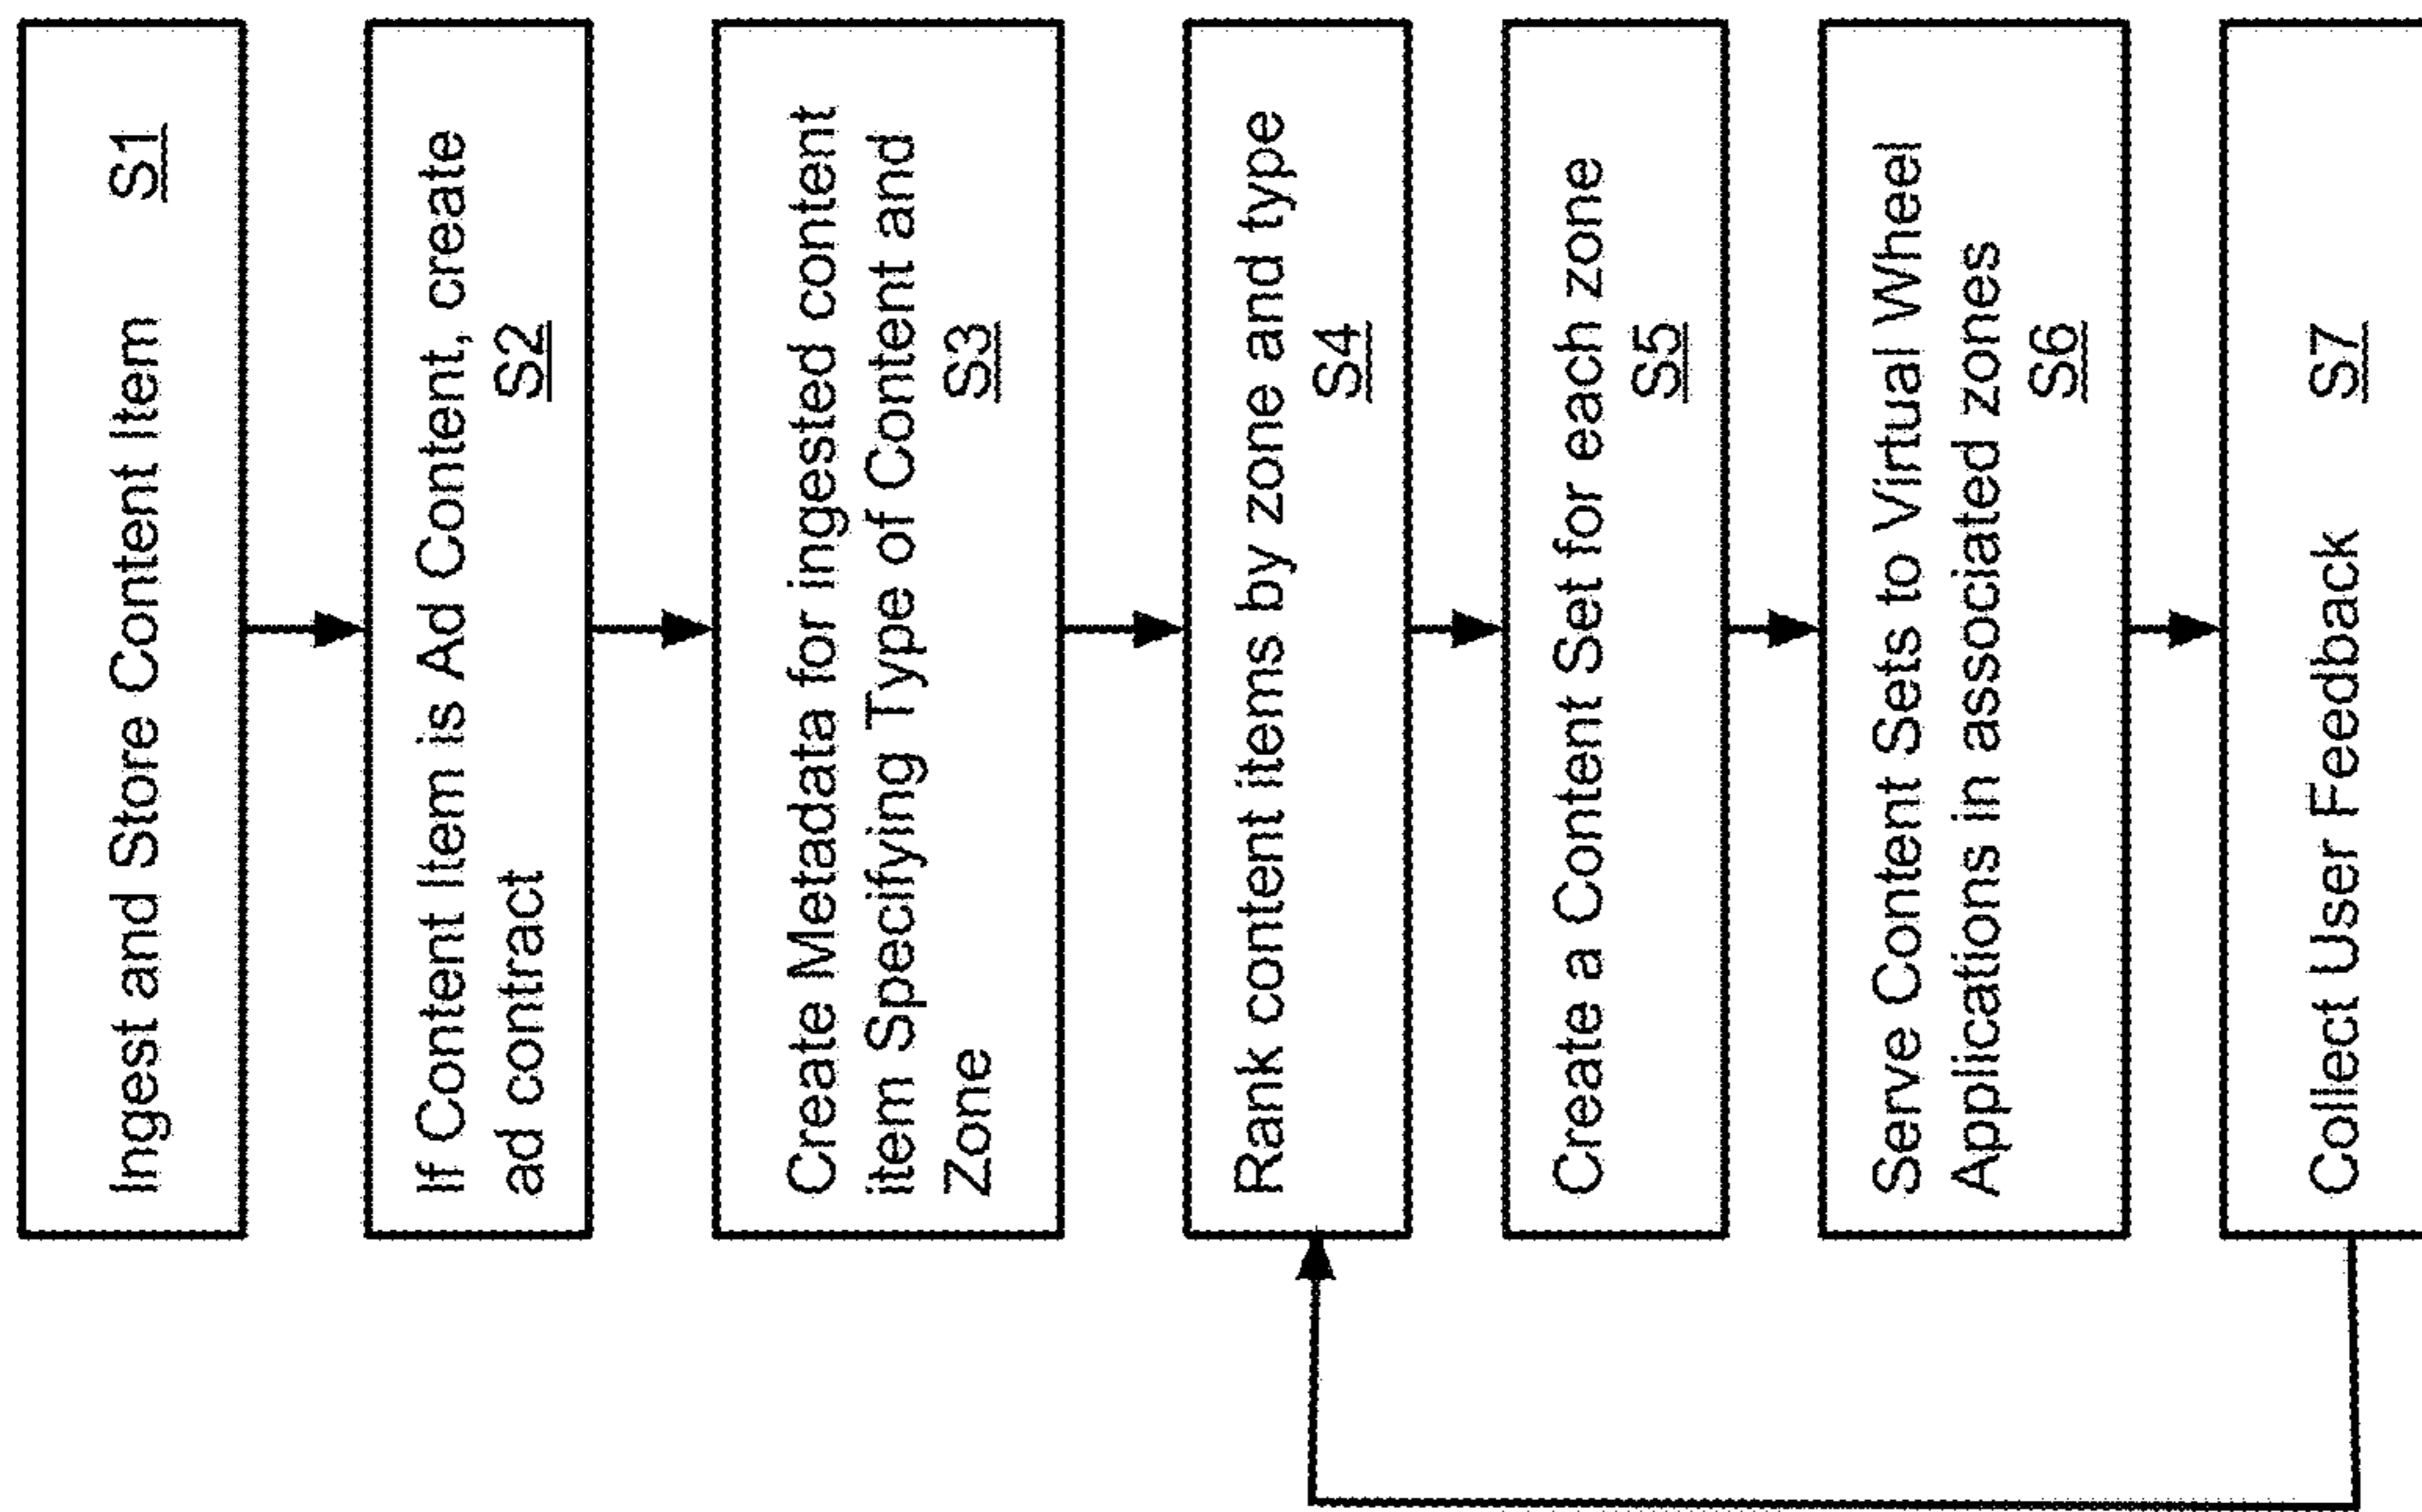 Ingest and Store Content Item S1
If Content Item is Ad Content, create
ad contract S2
Create Metadata for ingested content
item Specifying Type of Content and
Zone S3
Rank content items by zone and type
S4
Create a Content Set for each zone
S5
Serve Content Sets to Virtual Wheel
Applications in associated zones
S6
Collect User Feedback S7